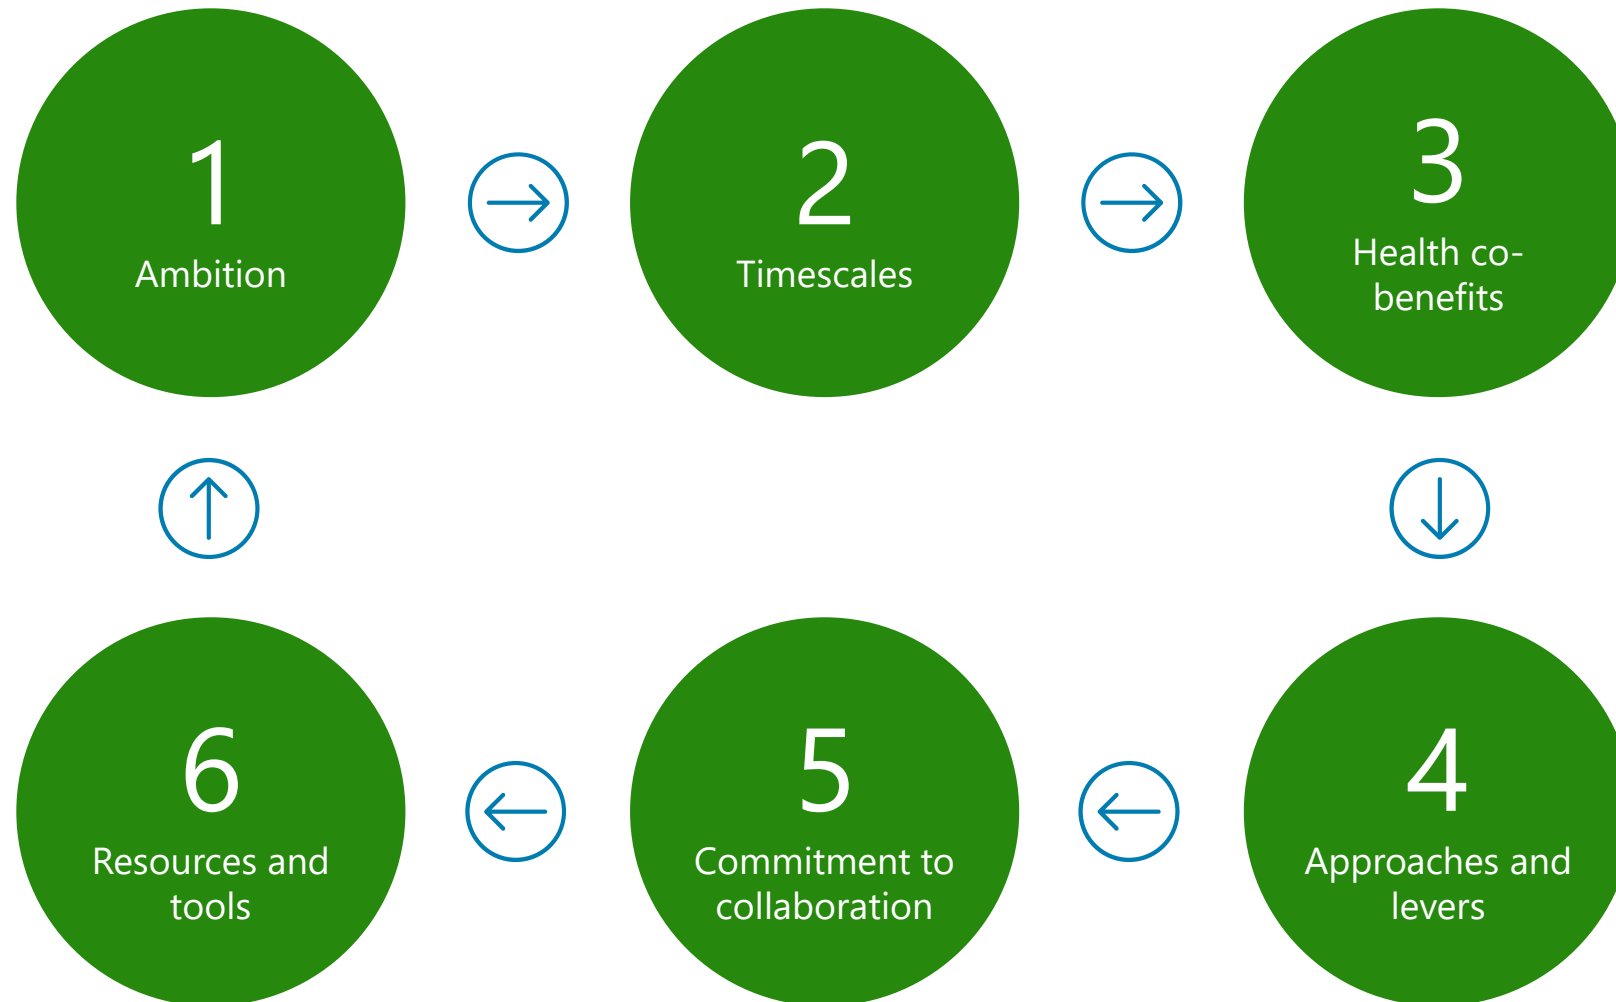 1
Ambition
2
Timescales
3
Health co-
benefits
6
Resources and
tools
5
Commitment to
collaboration
4
Approaches and
levers